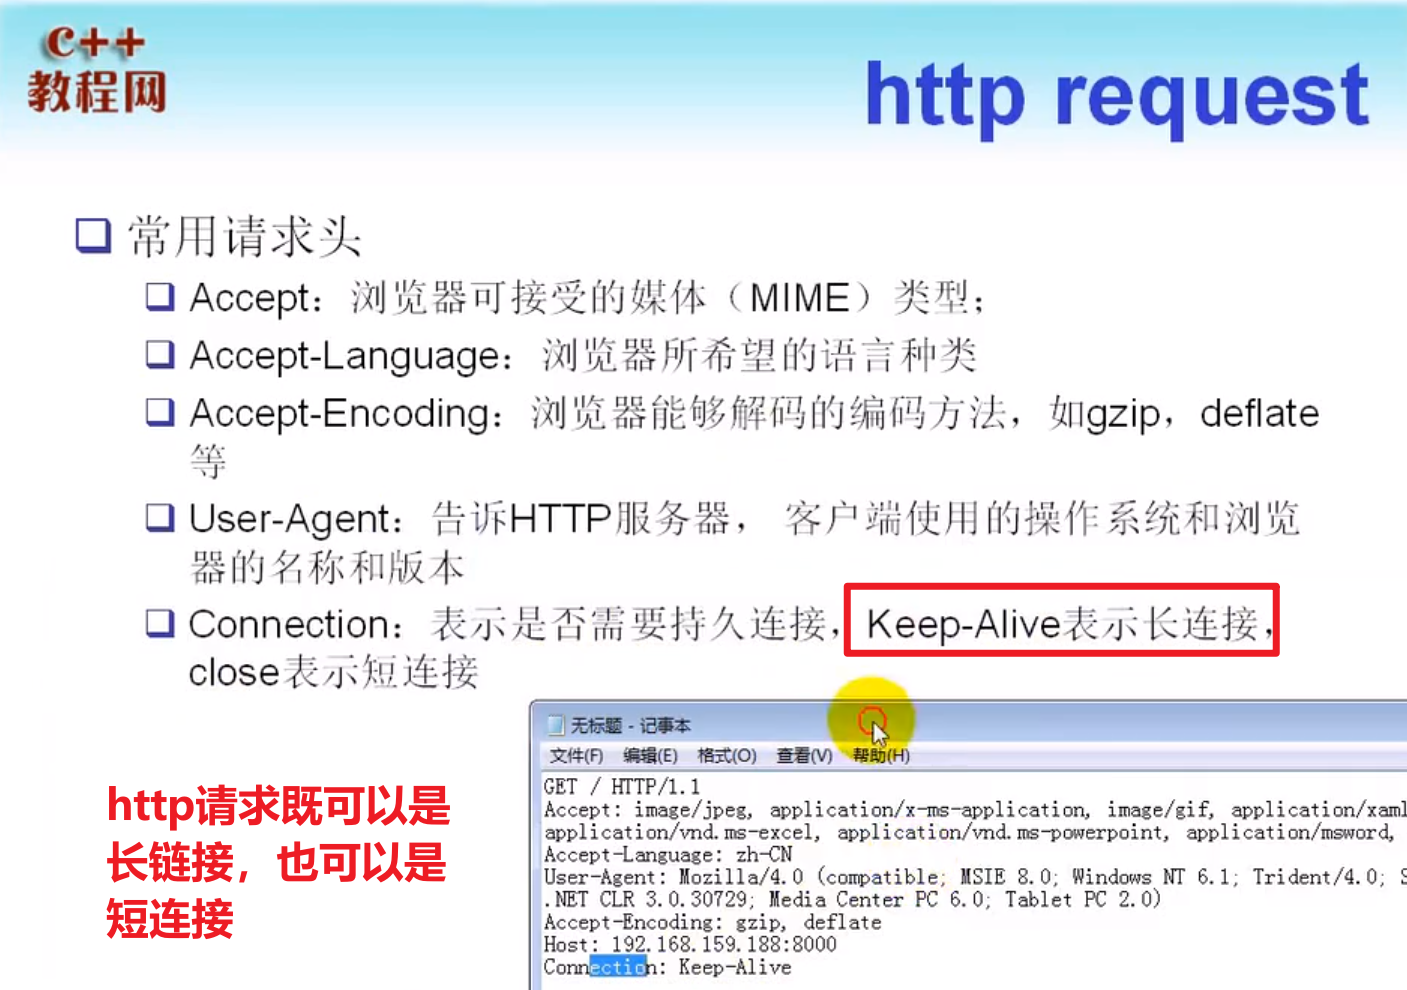 C++
教程网
http request
常用请求头
Accept：浏览器可接受的媒体（MIME）类型；
Accept-Language：浏览器所希望的语言种类
Accept-Encoding：浏览器能够解码的编码方法，如gzip，deflate
等
User-Agent：告诉HTTP服务器， 客户端使用的操作系统和浏览
器的名称和版本
Connection：表示是否需要持久连接，Keep-Alive表示长连接，
close表示短连接
http请求既可以是
长链接，也可以是
短连接
无标题 - 记事本
文件(F) 编辑(E) 格式(O) 查看(V) 帮助(H)
GET / HTTP/1.1
Accept: image/jpeg, application/x-ms-application, image/gif, application/xaml
application/vnd.ms-excel, application/vnd.ms-powerpoint, application/msword,
Accept-Language: zh-CN
User-Agent: Mozilla/4.0 (compatible; MSIE 8.0; Windows NT 6.1; Trident/4.0; S
.NET CLR 3.0.30729; Media Center PC 6.0; Tablet PC 2.0)
Accept-Encoding: gzip, deflate
Host: 192.168.159.188:8000
Connection: Keep-Alive